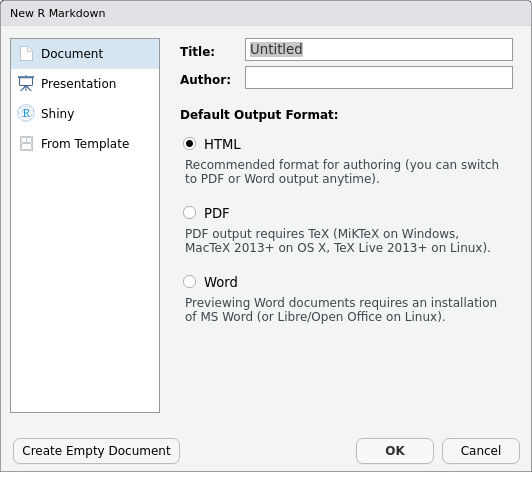 New R Markdown
Document
Presentation
R Shiny
From Template
Title: Untitled
Author:
Default Output Format:
HTML
Recommended format for authoring (you can switch
to PDF or Word output anytime).
PDF
PDF output requires TeX (MiKTeX on Windows,
MacTeX 2013+ on OS X, TeX Live 2013+ on Linux).
Word
Previewing Word documents requires an installation
of MS Word (or Libre/Open Office on Linux).
Create Empty Document
OK
Cancel